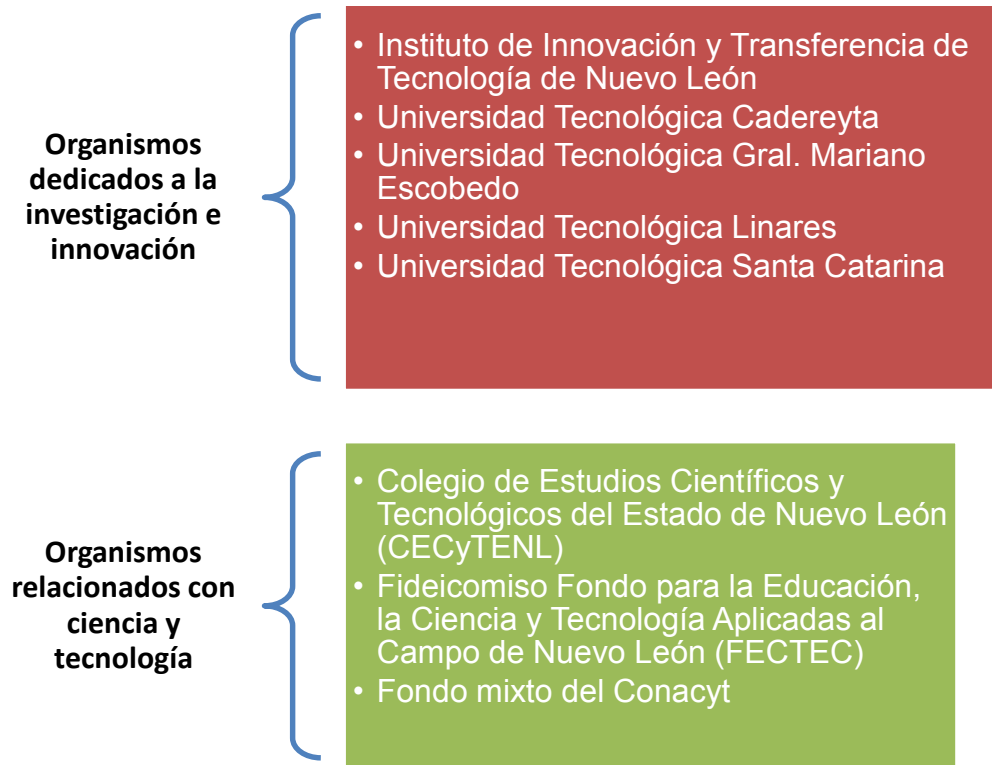 Organismos
dedicados a la
investigación e
innovación
• Instituto de Innovación y Transferencia de
Tecnología de Nuevo León
• Universidad Tecnológica Cadereyta
• Universidad Tecnológica Gral. Mariano
Escobedo
• Universidad Tecnológica Linares
• Universidad Tecnológica Santa Catarina
Organismos
relacionados con
ciencia y
tecnología
• Colegio de Estudios Científicos y
Tecnológicos del Estado de Nuevo León
(CECyTENL)
• Fideicomiso Fondo para la Educación,
la Ciencia y Tecnología Aplicadas al
Campo de Nuevo León (FECTEC)
• Fondo mixto del Conacyt